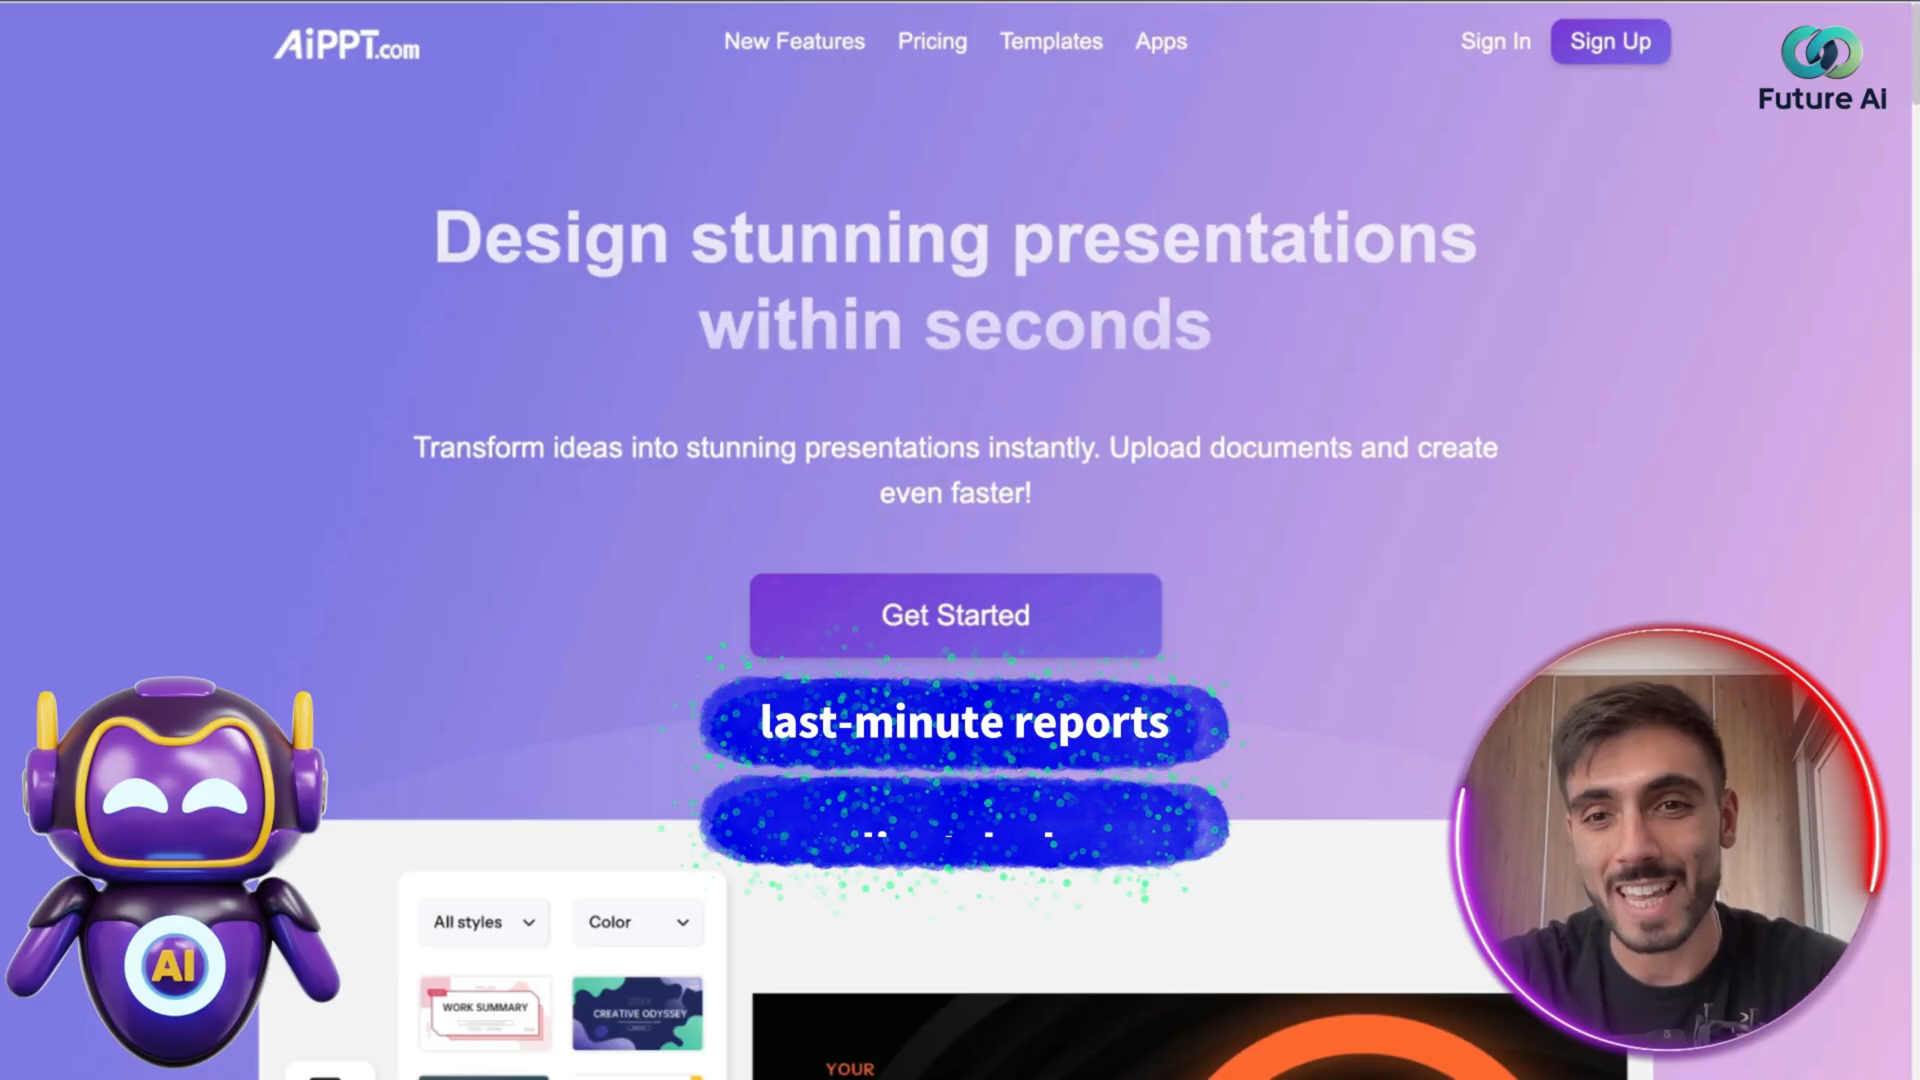 AiPPT.com
New Features
Pricing
Templates
Apps
Sign In
Sign Up
Future Ai
Design stunning presentations
within seconds
Transform ideas into stunning presentations instantly. Upload documents and create
even faster!
Get Started
last-minute reports
All styles
Color
WORK SUMMARY
20XX
CREATIVE ODYSSEY
AI
YOUR